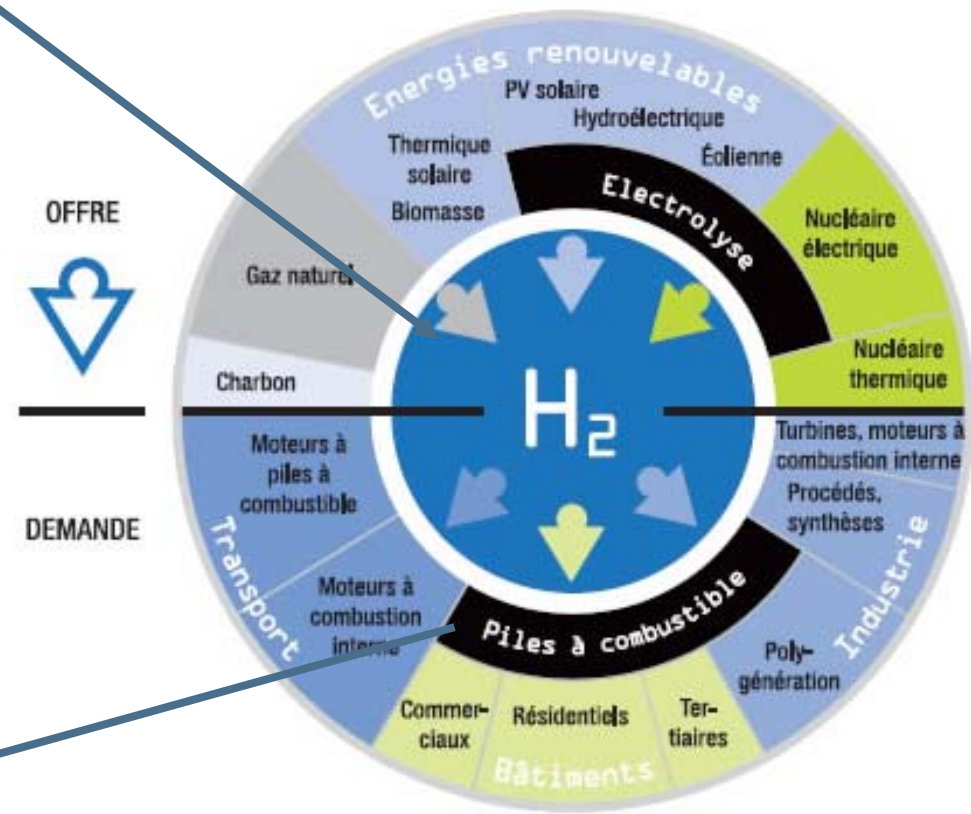 Energies renouvelables
PV solaire
Hydroélectrique
Éolienne
Thermique
solaire
Biomasse
Electrolyse
Nucléaire
électrique
OFFRE
Gaz naturel
Nucléaire
thermique
Charbon
H2
DEMANDE
Moteurs à
piles à
combustible
Turbines, moteurs à
combustion interne
Procédés,
synthèses
Transport
Industrie
Moteurs à
combustion
interne
Piles à combustible
Poly-
génération
Commer-
ciaux
Résidentiels
Ter-
tiaires
Bâtiments